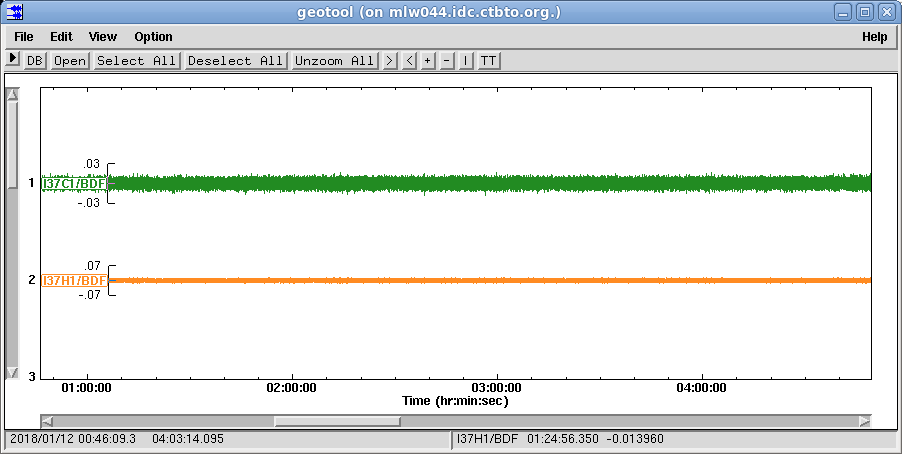 geotool (on mlw044.idc.ctbto.org.)
File Edit View Option Help
DB Open Select All Deselect All Unzoom All > < + - | TT
.03
1 I37C1/BDF
-.03
.07
2 I37H1/BDF
-.07
3
01:00:00 02:00:00 03:00:00 04:00:00
Time (hr:min:sec)
2018/01/12 00:46:09.3 04:03:14.095 I37H1/BDF 01:24:56.350 -0.013960